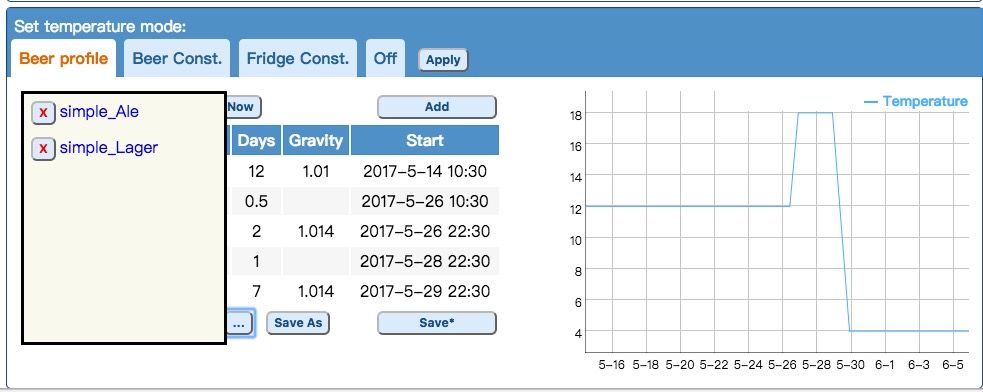 Set temperature mode:
Beer profile Beer Const. Fridge Const. Off Apply
x simple_Ale
x simple_Lager
Now Add
Days Gravity Start
12 1.01 2017-5-14 10:30
0.5 2017-5-26 10:30
2 1.014 2017-5-26 22:30
1 2017-5-28 22:30
7 1.014 2017-5-29 22:30
... Save As Save*
Temperature
18
16
14
12
10
8
6
4
5-16 5-18 5-20 5-22 5-24 5-26 5-28 5-30 6-1 6-3 6-5